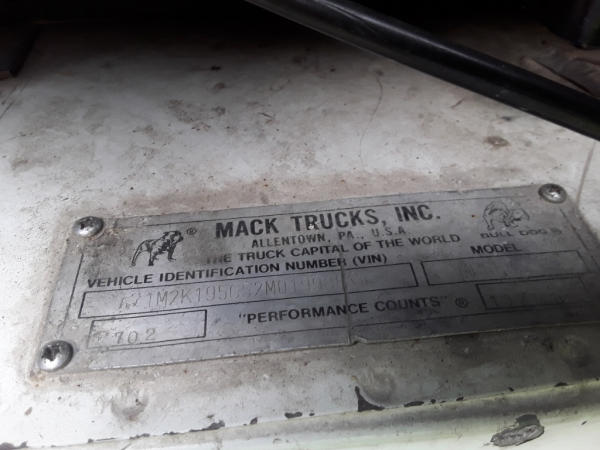 MACK TRUCKS, INC.
ALLENTOWN, PA., U.S.A.
THE TRUCK CAPITAL OF THE WORLD
BULL DOG ®
VEHICLE IDENTIFICATION NUMBER (VIN)
MODEL
702
"PERFORMANCE COUNTS" ®